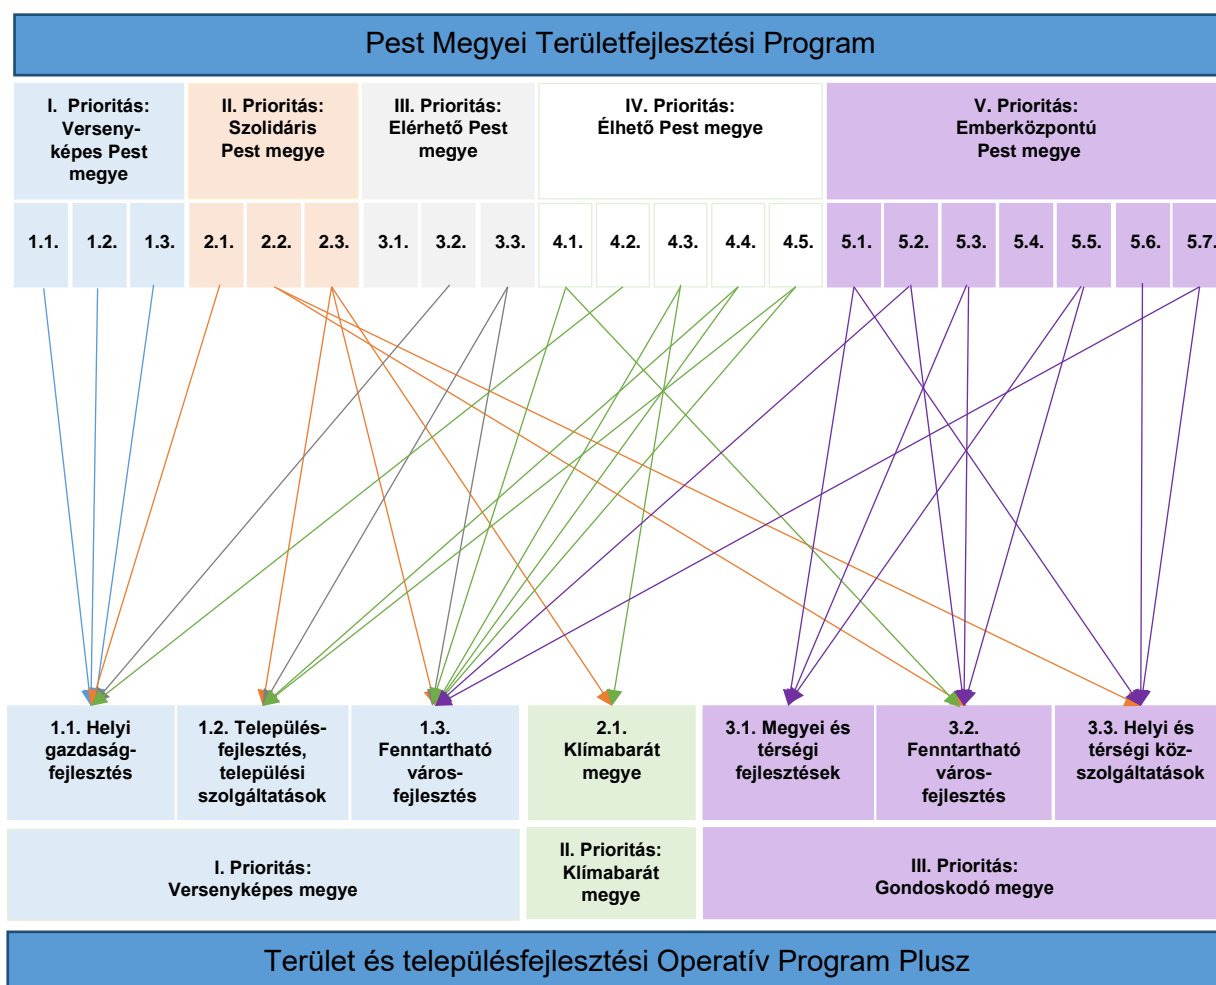 Pest Megyei Területfejlesztési Program
I. Prioritás:
Verseny-
képes Pest
megye
II. Prioritás:
Szolidáris
Pest megye
III. Prioritás:
Elérhető Pest
megye
IV. Prioritás:
Élhető Pest megye
V. Prioritás:
Emberközpontú
Pest megye
1.1. 1.2. 1.3. 2.1. 2.2. 2.3. 3.1. 3.2. 3.3. 4.1. 4.2. 4.3. 4.4. 4.5. 5.1. 5.2. 5.3. 5.4. 5.5. 5.6. 5.7.
1.1. Helyi
gazdaság-
fejlesztés
1.2. Település-
fejlesztés,
települési
szolgáltatások
1.3.
Fenntartható
város-
fejlesztés
2.1.
Klímabarát
megye
3.1. Megyei és
térségi
fejlesztések
3.2.
Fenntartható
város-
fejlesztés
3.3. Helyi és
térségi köz-
szolgáltatások
I. Prioritás:
Versenyképes megye
II. Prioritás:
Klímabarát
megye
III. Prioritás:
Gondoskodó megye
Terület és településfejlesztési Operatív Program Plusz